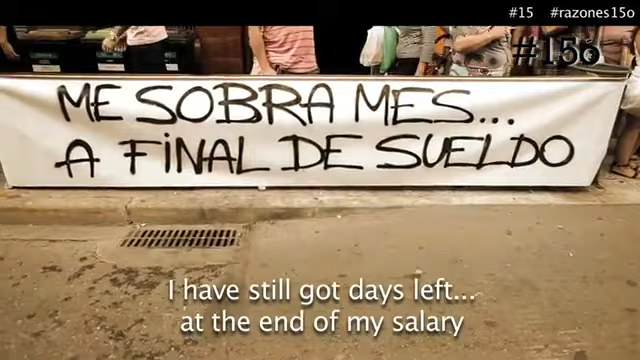 #15 #razones15o
#15o
ME SOBRA MES...
A FiNAL DE SUELDO
I have still got days left...
at the end of my salary